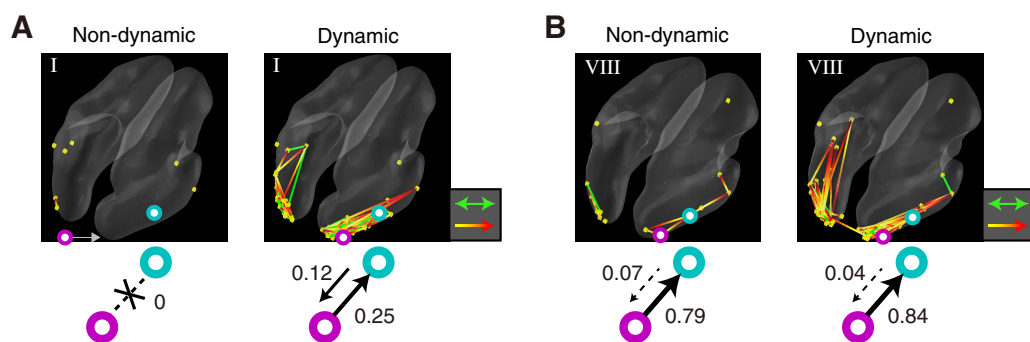 A
Non-dynamic
Dynamic
I
I
0
0.12
0.25
B
Non-dynamic
Dynamic
VIII
VIII
0.07
0.79
0.04
0.84